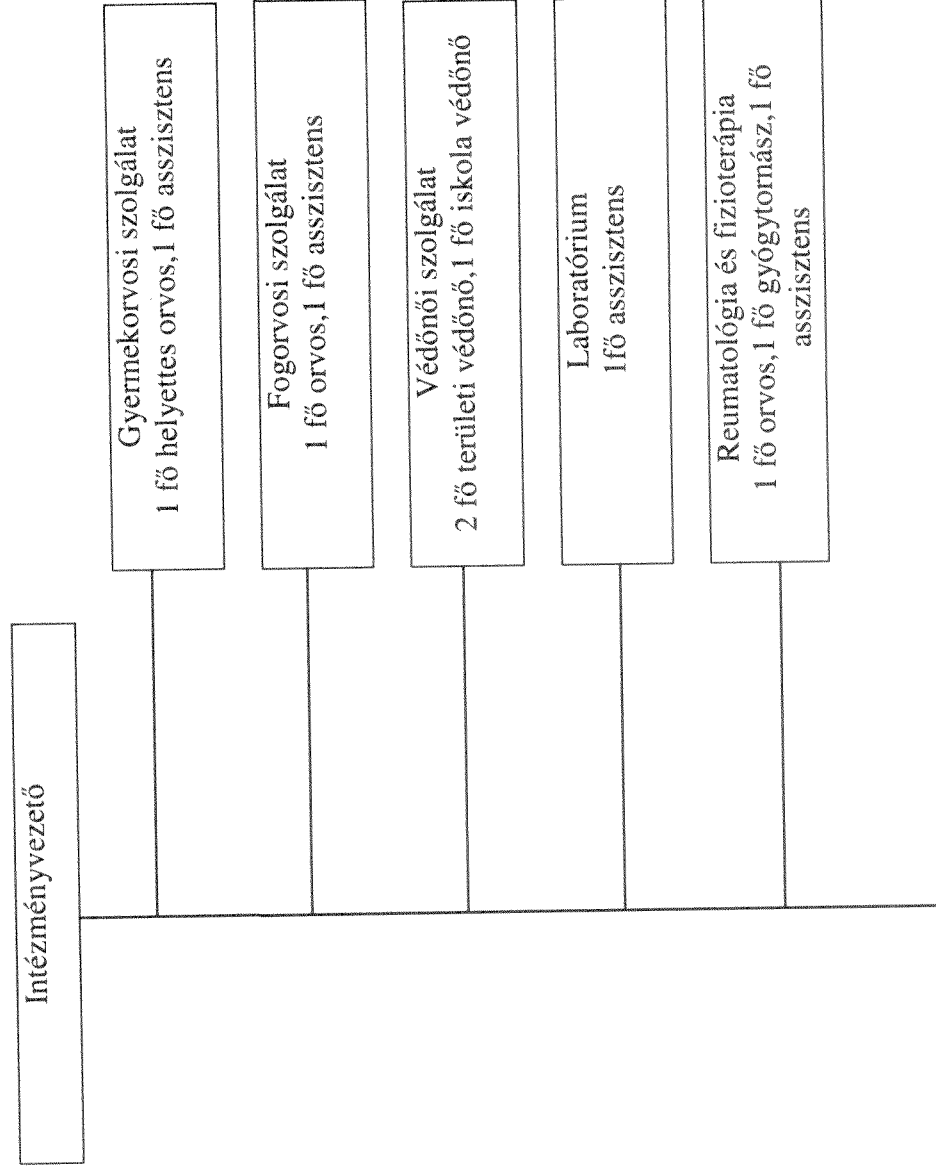 Intézményvezető
Gyermekorvosi szolgálat
1 fő helyettes orvos,1 fő asszisztens
Fogorvosi szolgálat
1 fő orvos,1 fő asszisztens
Védőnői szolgálat
2 fő területi védőnő,1 fő iskola védőnő
Laboratórium
1fő asszisztens
Reumatológia és fizioterápia
1 fő orvos,1 fő gyógytornász,1 fő
asszisztens